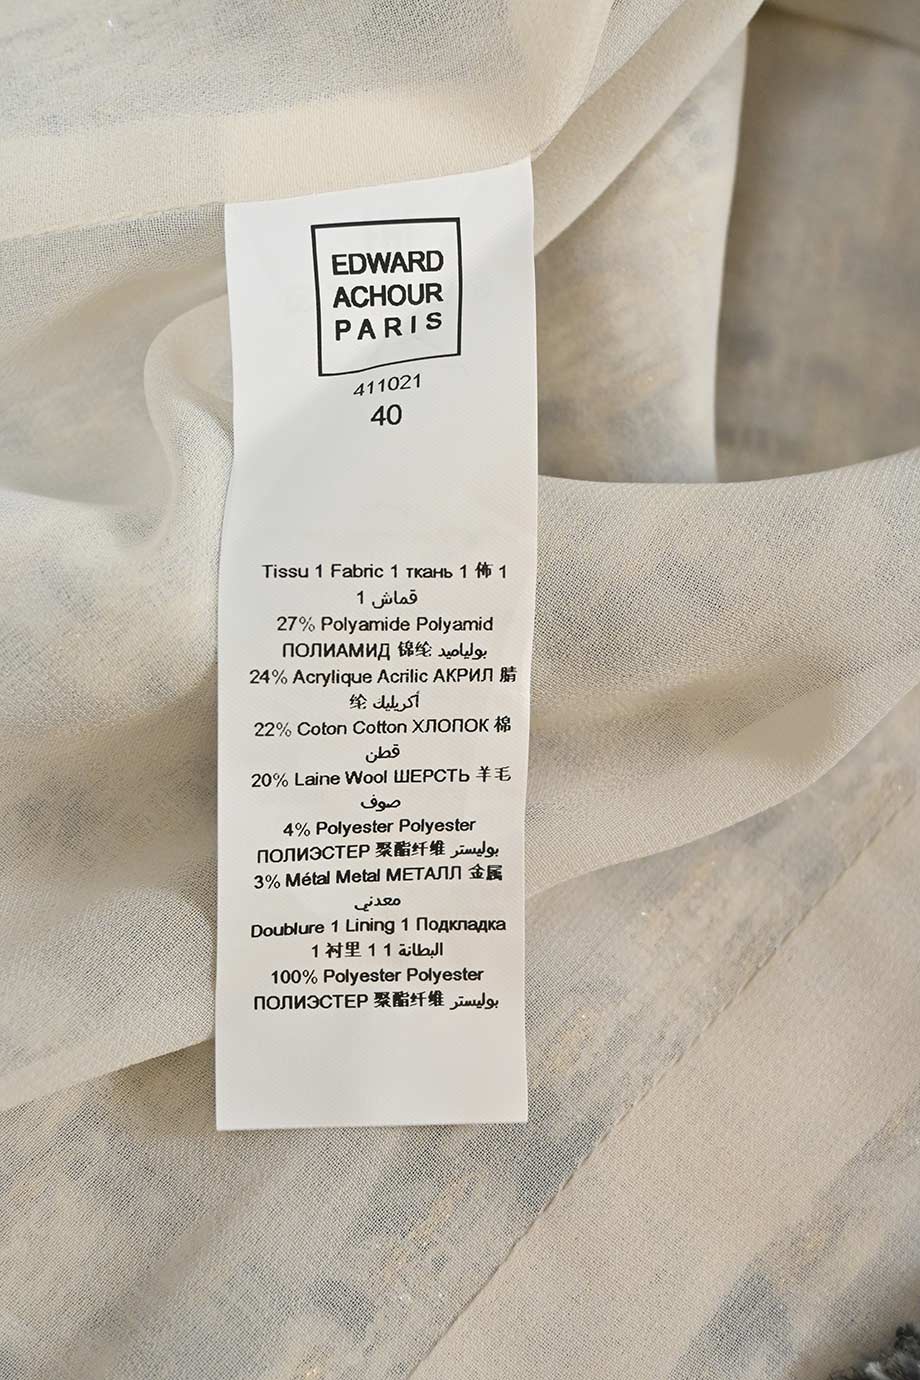 EDWARD
ACHOUR
PARIS
411021
40
Tissu 1 Fabric 1 ткань 1 佈 1
قماش 1
27% Polyamide Polyamid
ПОЛИАМИД 锦纶 بولياميد
24% Acrylique Acrilic АКРИЛ 腈
纶 أكريليك
22% Coton Cotton ХЛОПОК 棉
قطن
20% Laine Wool ШЕРСТЬ 羊毛
صوف
4% Polyester Polyester
ПОЛИЭСТЕР 聚酯纤维 بوليستر
3% Métal Metal МЕТАЛЛ 金属
معدني
Doublure 1 Lining 1 Подкладка
1 衬里 1 البطانة 1
100% Polyester Polyester
ПОЛИЭСТЕР 聚酯纤维 بوليستر